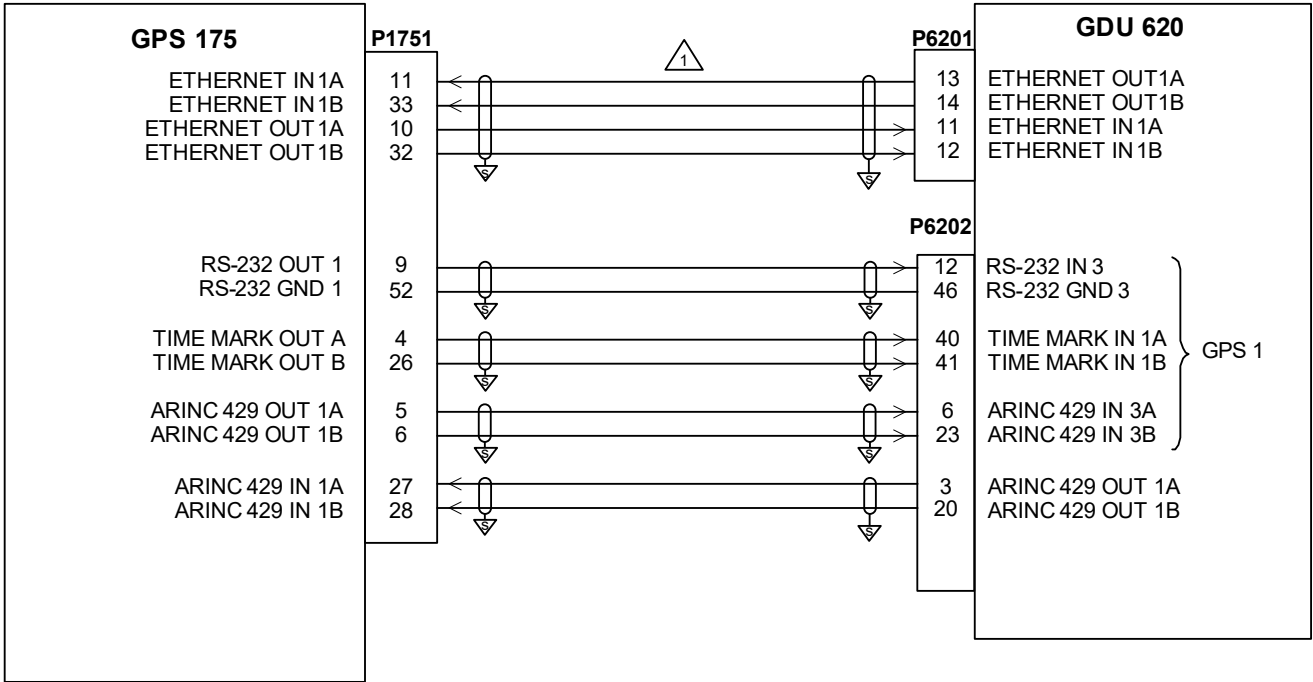 GPS 175
P1751
P6201
GDU 620
1
ETHERNET IN 1A 11 13 ETHERNET OUT 1A
ETHERNET IN 1B 33 14 ETHERNET OUT 1B
ETHERNET OUT 1A 10 11 ETHERNET IN 1A
ETHERNET OUT 1B 32 12 ETHERNET IN 1B
S S
P6202
RS-232 OUT 1 9 12 RS-232 IN 3
RS-232 GND 1 52 46 RS-232 GND 3
S S
TIME MARK OUT A 4 40 TIME MARK IN 1A
TIME MARK OUT B 26 41 TIME MARK IN 1B
GPS 1
S S
ARINC 429 OUT 1A 5 6 ARINC 429 IN 3A
ARINC 429 OUT 1B 6 23 ARINC 429 IN 3B
S S
ARINC 429 IN 1A 27 3 ARINC 429 OUT 1A
ARINC 429 IN 1B 28 20 ARINC 429 OUT 1B
S S